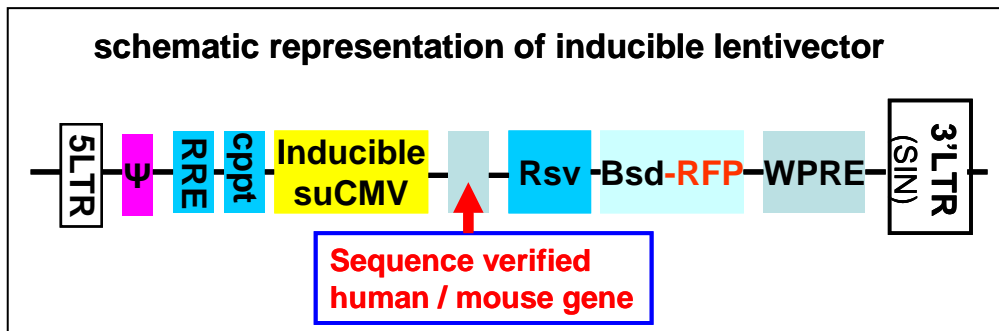 schematic representation of inducible lentivector
5LTR
Ψ
RRE
cppt
Inducible
suCMV
Rsv
Bsd-RFP
WPRE
3'LTR
(SIN)
Sequence verified
human / mouse gene